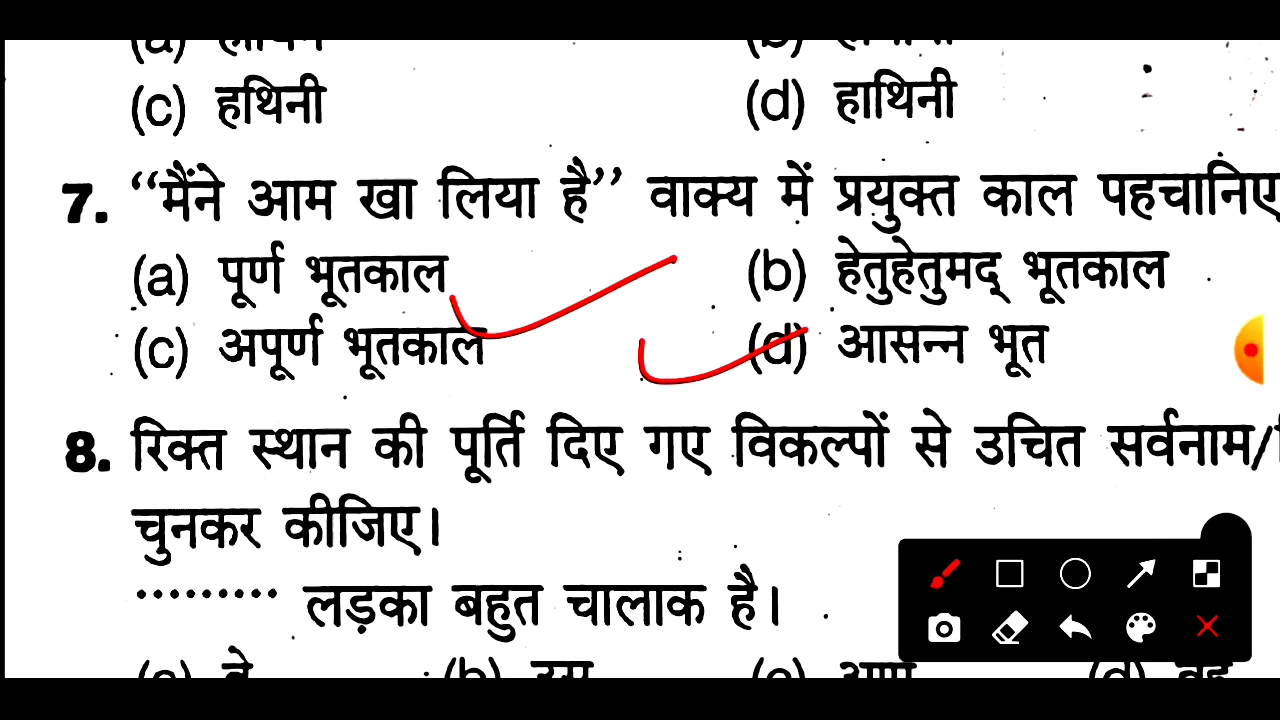 (c) हथिनी (d) हाथिनी
7. “मैंने आम खा लिया है” वाक्य में प्रयुक्त काल पहचानिए
(a) पूर्ण भूतकाल (b) हेतुहेतुमद् भूतकाल
(c) अपूर्ण भूतकाल (d) आसन्न भूत
8. रिक्त स्थान की पूर्ति दिए गए विकल्पों से उचित सर्वनाम/
चुनकर कीजिए।
......... लड़का बहुत चालाक है।